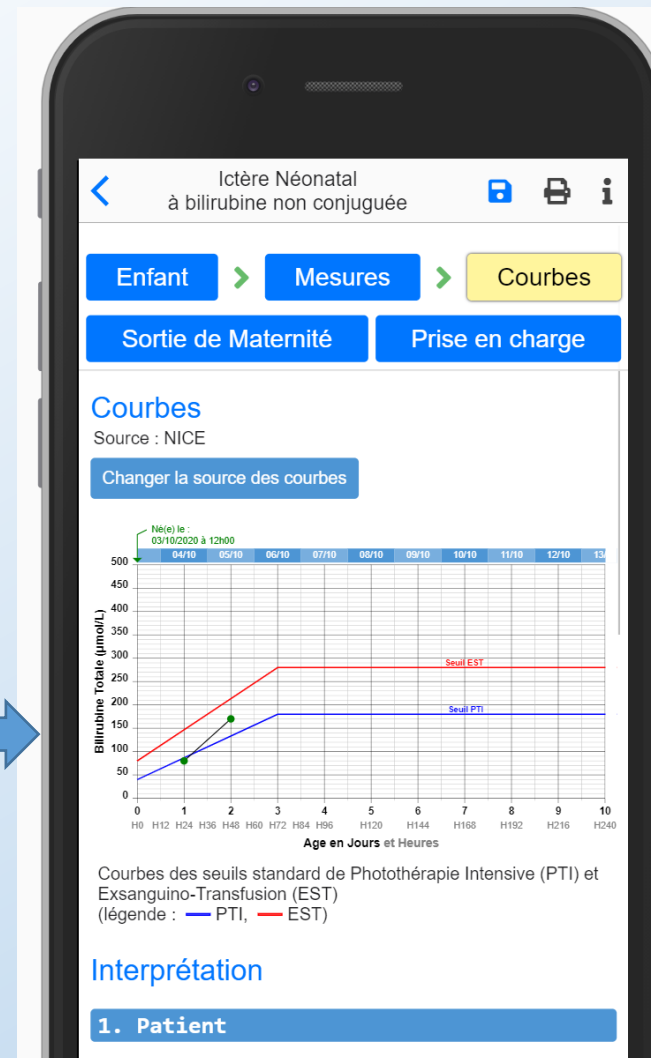 Ictère Néonatal
à bilirubine non conjuguée
Enfant
Mesures
Courbes
Sortie de Maternité
Prise en charge
Courbes
Source : NICE
Changer la source des courbes
Né(e) le :
03/10/2020 à 12h00
04/10 05/10 06/10 07/10 08/10 09/10 10/10 11/10 12/10 13/
Bilirubine Totale (µmol/L)
500
450
400
350
300
250
200
150
100
50
0
Seuil EST
Seuil PTI
0 1 2 3 4 5 6 7 8 9 10
H0 H12 H24 H36 H48 H60 H72 H84 H96 H120 H144 H168 H192 H216 H240
Age en Jours et Heures
Courbes des seuils standard de Photothérapie Intensive (PTI) et
Exsanguino-Transfusion (EST)
(légende : PTI, EST)
Interprétation
1. Patient